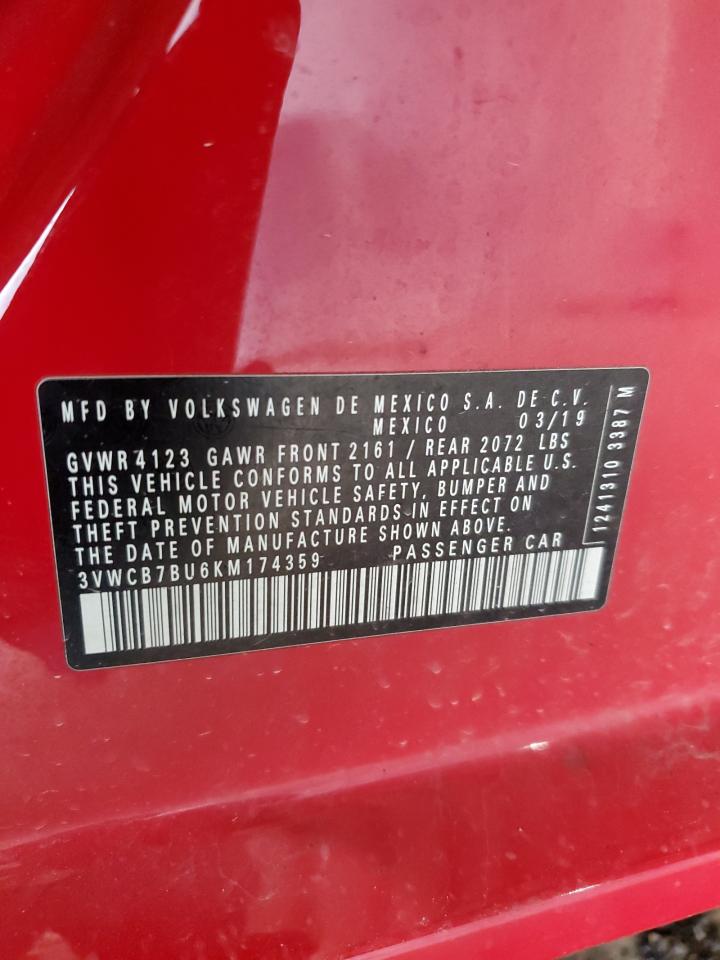 MFD BY VOLKSWAGEN DE MEXICO S.A. DE C.V.
MEXICO 03/19
GVWR 4123 GAWR FRONT 2161 / REAR 2072 LBS
THIS VEHICLE CONFORMS TO ALL APPLICABLE U.S.
FEDERAL MOTOR VEHICLE SAFETY, BUMPER AND
THEFT PREVENTION STANDARDS IN EFFECT ON
THE DATE OF MANUFACTURE SHOWN ABOVE.
3VWCB7BU6KM174359 PASSENGER CAR
1241310 3387 M